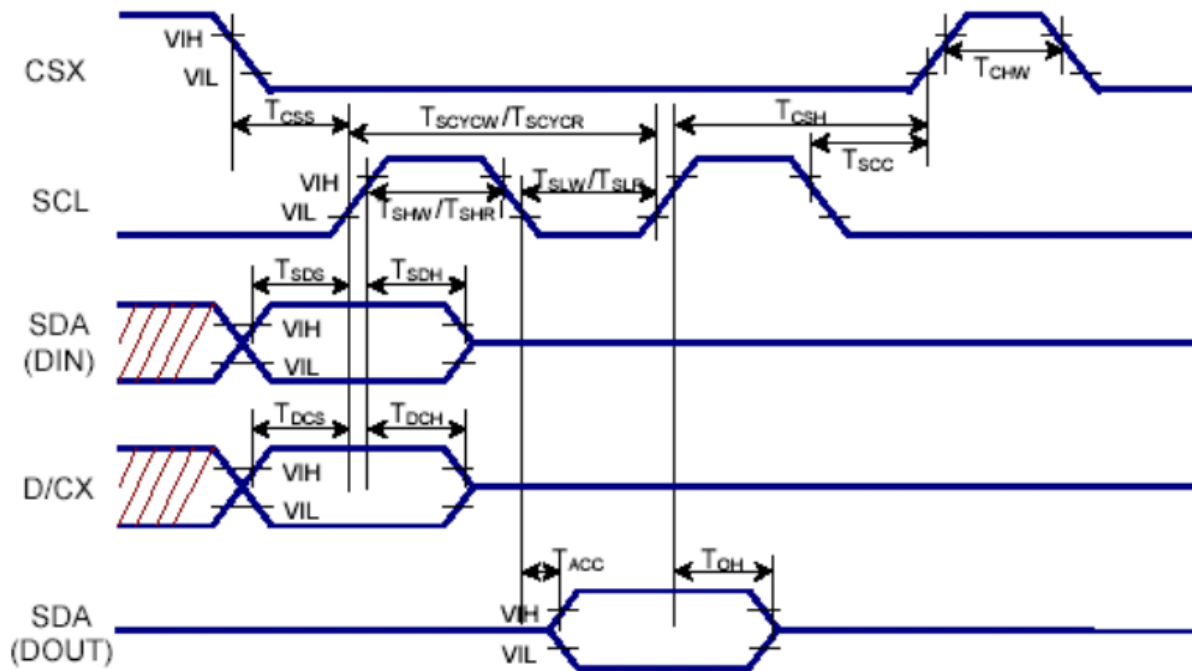 CSX
VIH
VIL
TCHW
TCSS
TSCYCW/TSCYCR
TCSH
TSCC
SCL
VIH
VIL
TSHW/TSHR
TSLW/TSLR
SDA
(DIN)
TSDS
TSDH
VIH
VIL
D/CX
TDCS
TDCH
VIH
VIL
SDA
(DOUT)
TACC
TOH
VIH
VIL